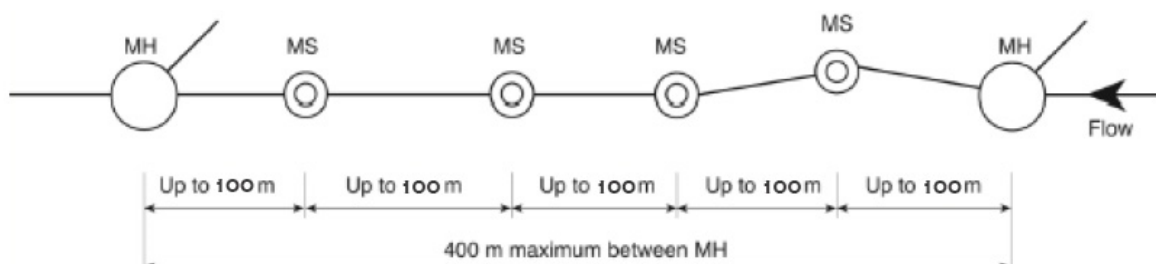 MS
MH MS MS MS MH
Flow
Up to 100 m Up to 100 m Up to 100 m Up to 100 m Up to 100 m
400 m maximum between MH